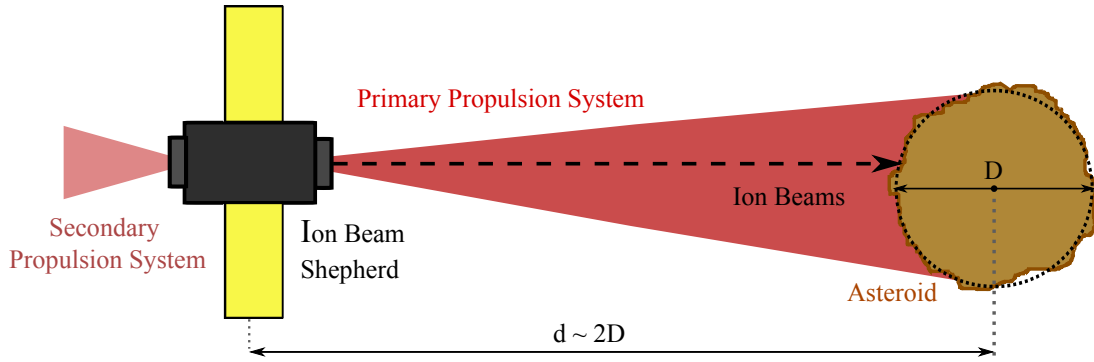 Primary Propulsion System
D
Ion Beams
Secondary
Propulsion System
Ion Beam
Shepherd
Asteroid
d ~ 2D